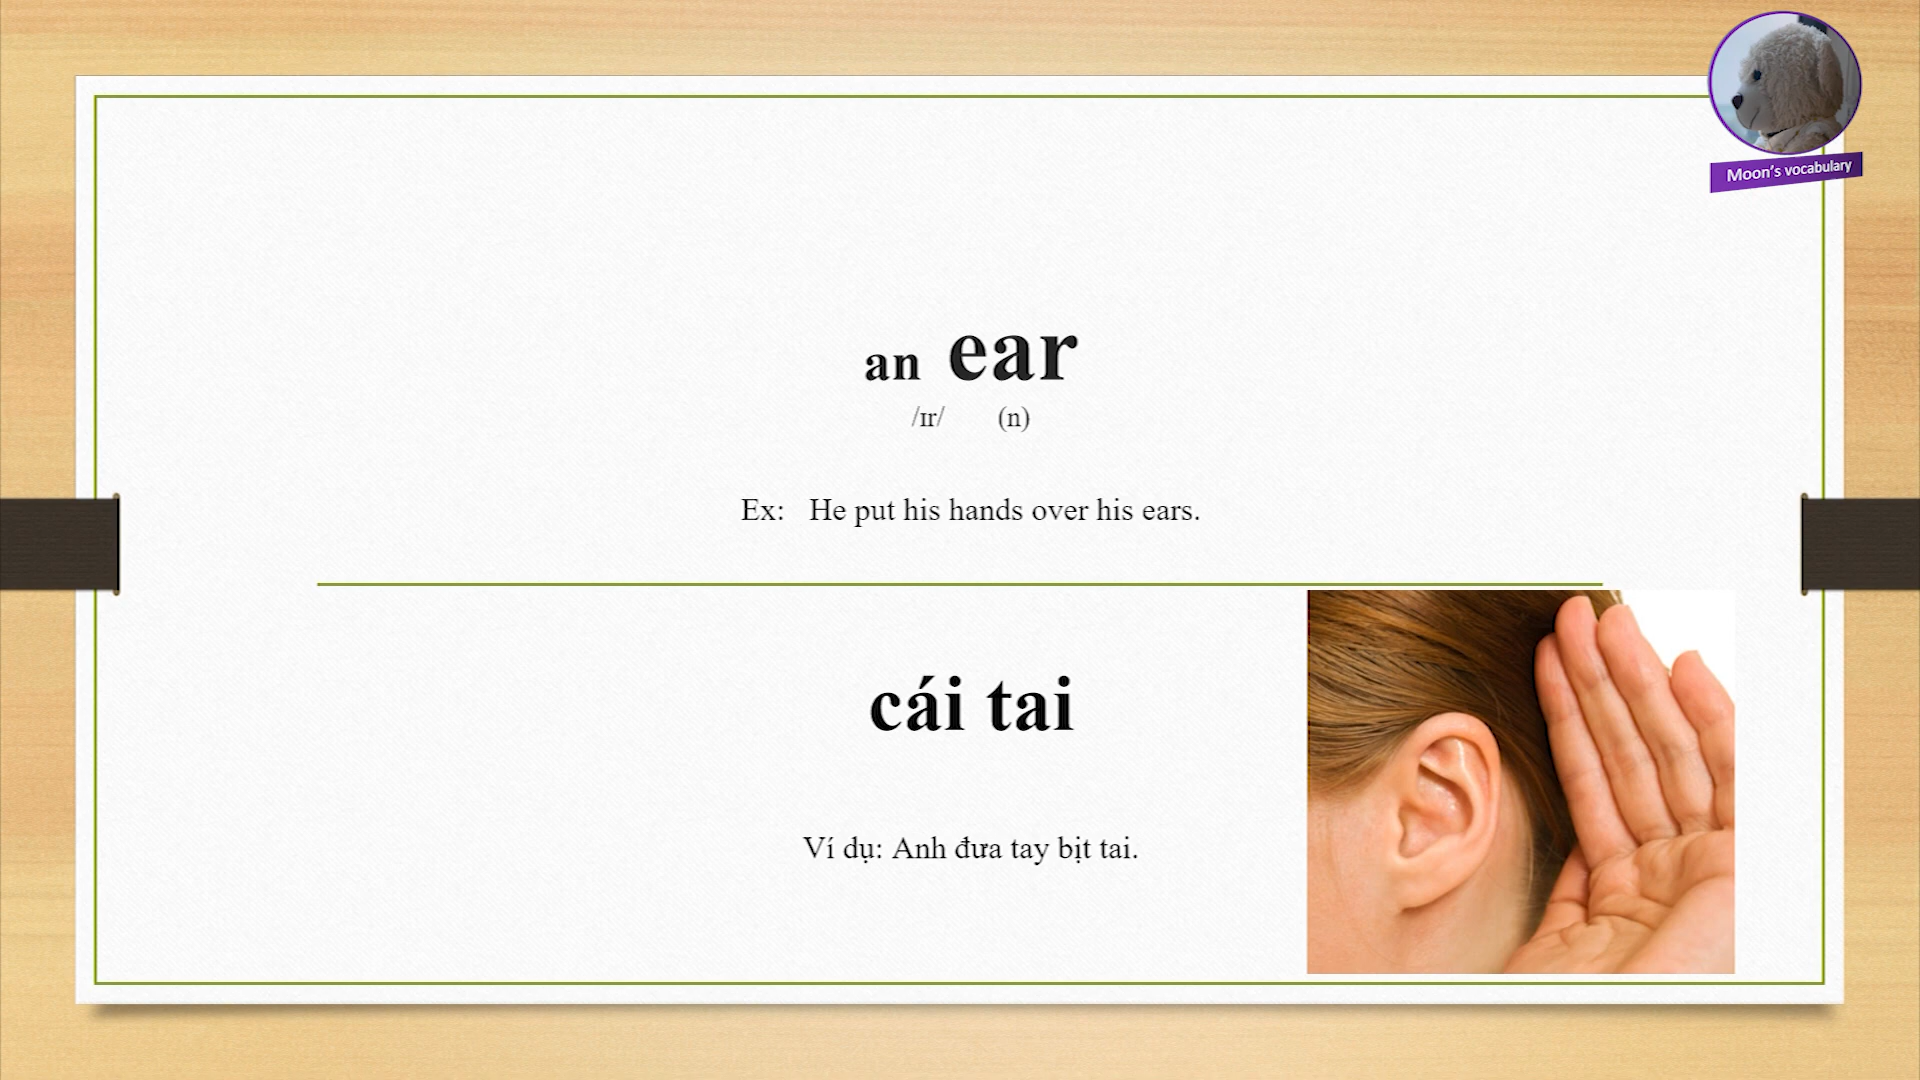 Moon's vocabulary
an ear
/ɪr/ (n)
Ex: He put his hands over his ears.
cái tai
Ví dụ: Anh đưa tay bịt tai.